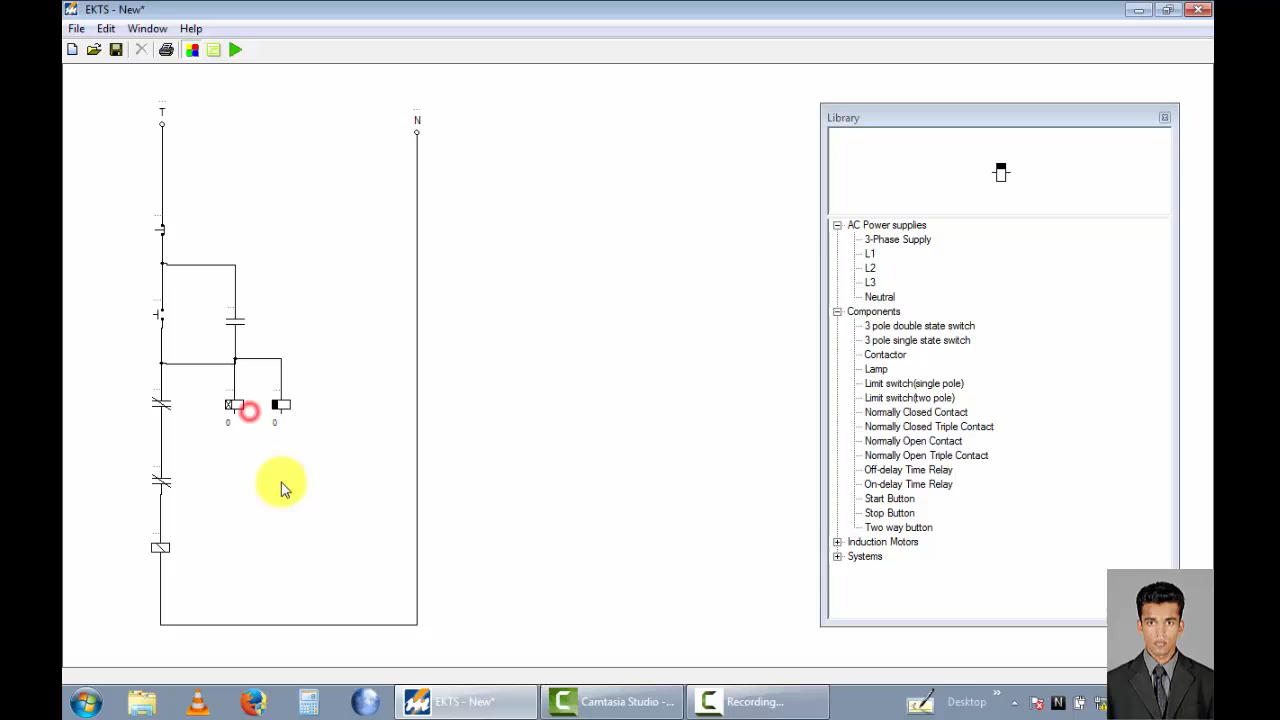 EKTS - New*
File Edit Window Help
T
N
0
0
Library
AC Power supplies
3-Phase Supply
L1
L2
L3
Neutral
Components
3 pole double state switch
3 pole single state switch
Contactor
Lamp
Limit switch(single pole)
Limit switch(two pole)
Normally Closed Contact
Normally Closed Triple Contact
Normally Open Contact
Normally Open Triple Contact
Off-delay Time Relay
On-delay Time Relay
Start Button
Stop Button
Two way button
Induction Motors
Systems
EKTS - New*
Camtasia Studio -...
Recording...
Desktop